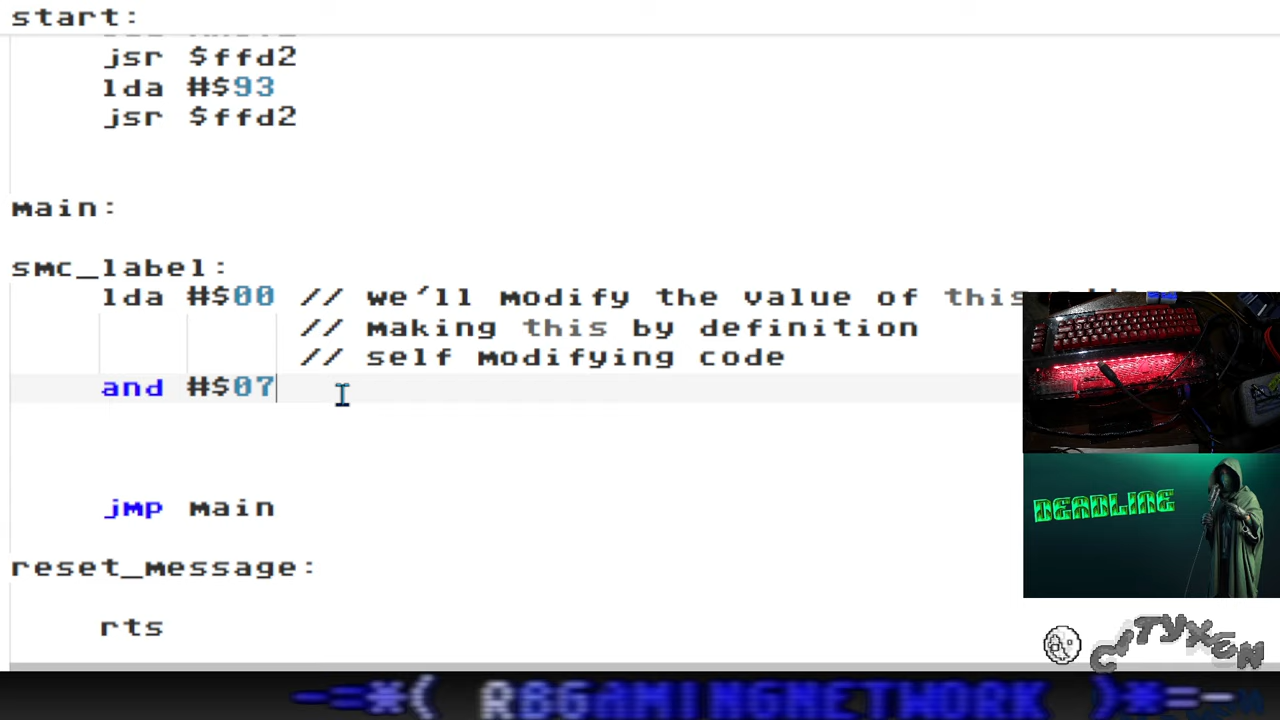 start:
jsr $ffd2
lda #$93
jsr $ffd2
main:
smc_label:
lda #$00 // we'll modify the value of this
// making this by definition
// self modifying code
and #$07
jmp main
reset_message:
rts
DEADLINE
CITYXEN
-=*( RBGAMINGNETWORK )*=-